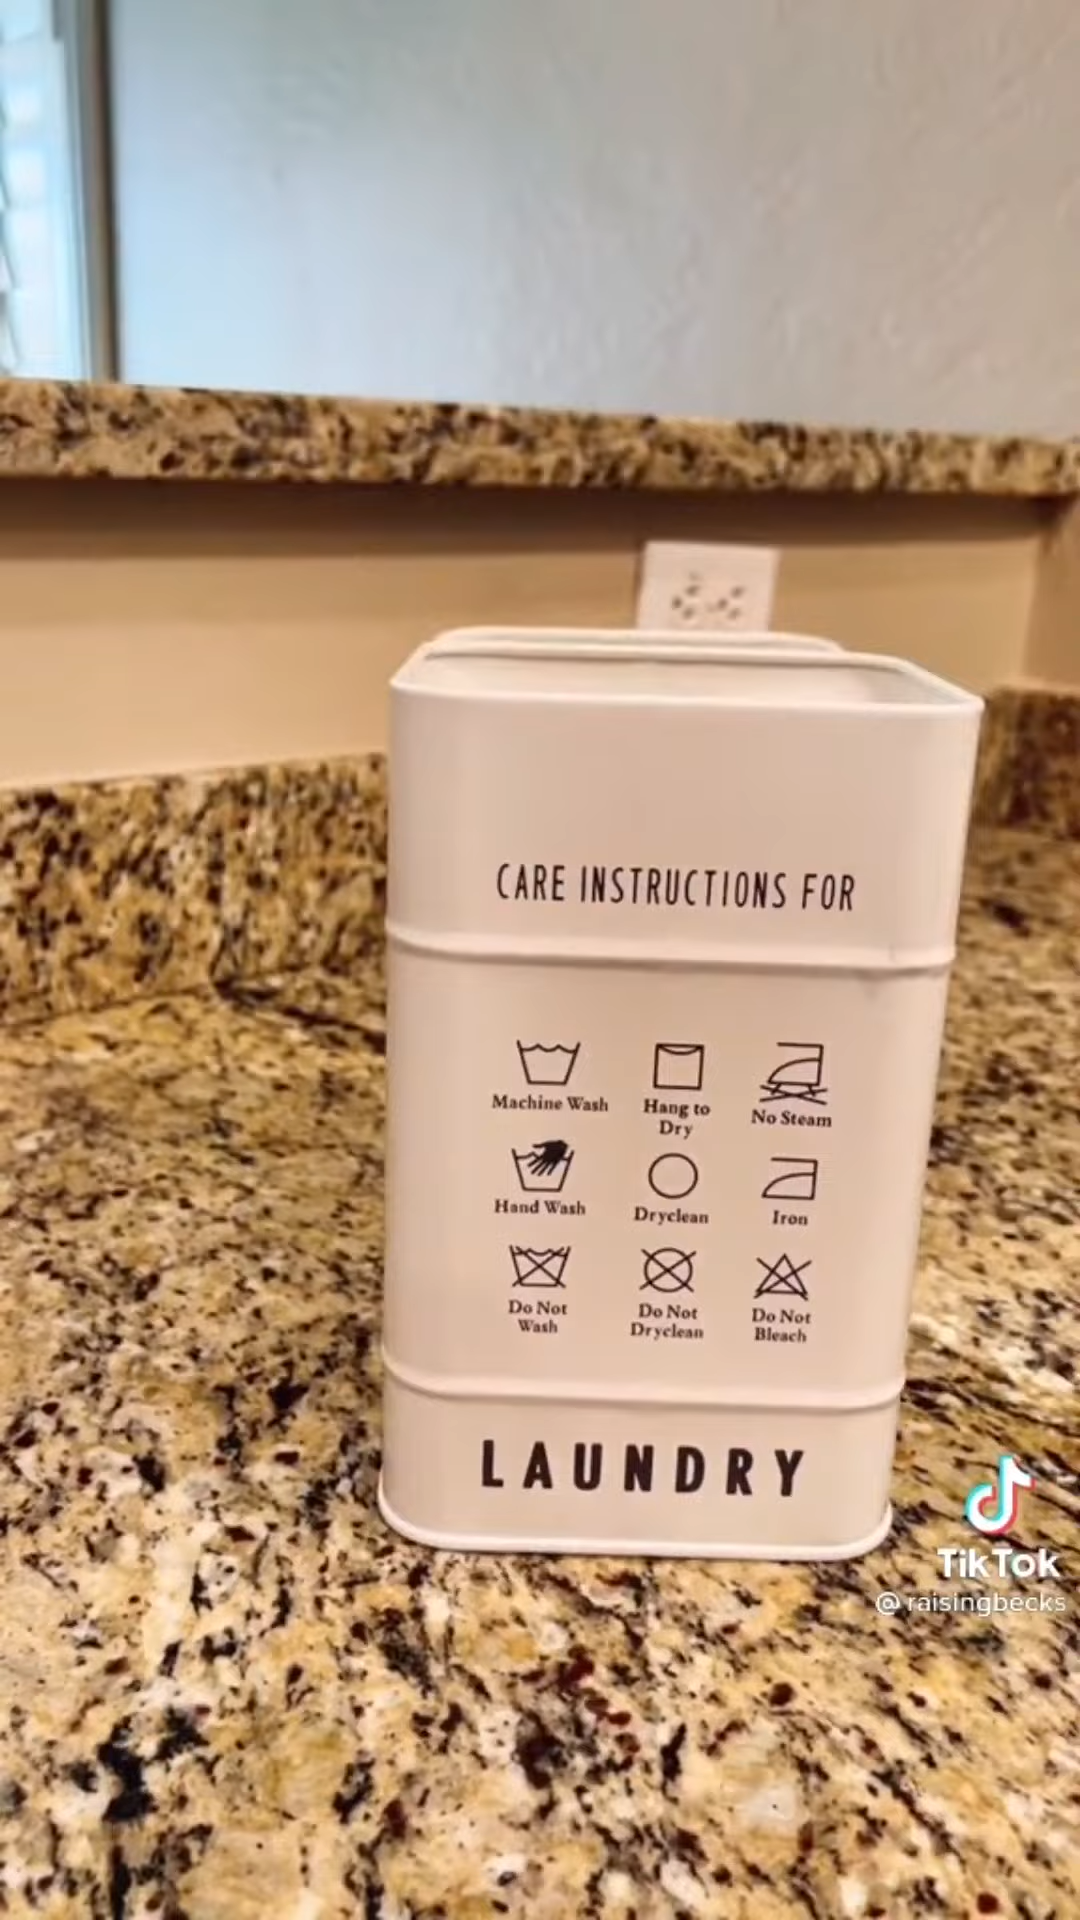 CARE INSTRUCTIONS FOR
Machine Wash
Hang to
Dry
No Steam
Hand Wash
Dryclean
Iron
Do Not
Wash
Do Not
Dryclean
Do Not
Bleach
LAUNDRY
TikTok
@raisingbecks